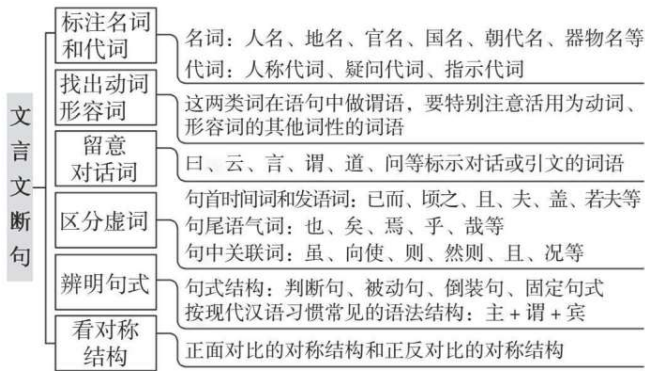 文言文断句
标注名词
和代词
名词：人名、地名、官名、国名、朝代名、器物名等
代词：人称代词、疑问代词、指示代词
找出动词
形容词
这两类词在语句中做谓语，要特别注意活用为动词、
形容词的其他词性的词语
留意
对话词
曰、云、言、谓、道、问等标示对话或引文的词语
区分虚词
句首时间词和发语词：已而、顷之、且、夫、盖、若夫等
句尾语气词：也、矣、焉、乎、哉等
句中关联词：虽、向使、则、然则、且、况等
辨明句式
句式结构：判断句、被动句、倒装句、固定句式
按现代汉语习惯常见的语法结构：主+谓+宾
看对称
结构
正面对比的对称结构和正反对比的对称结构